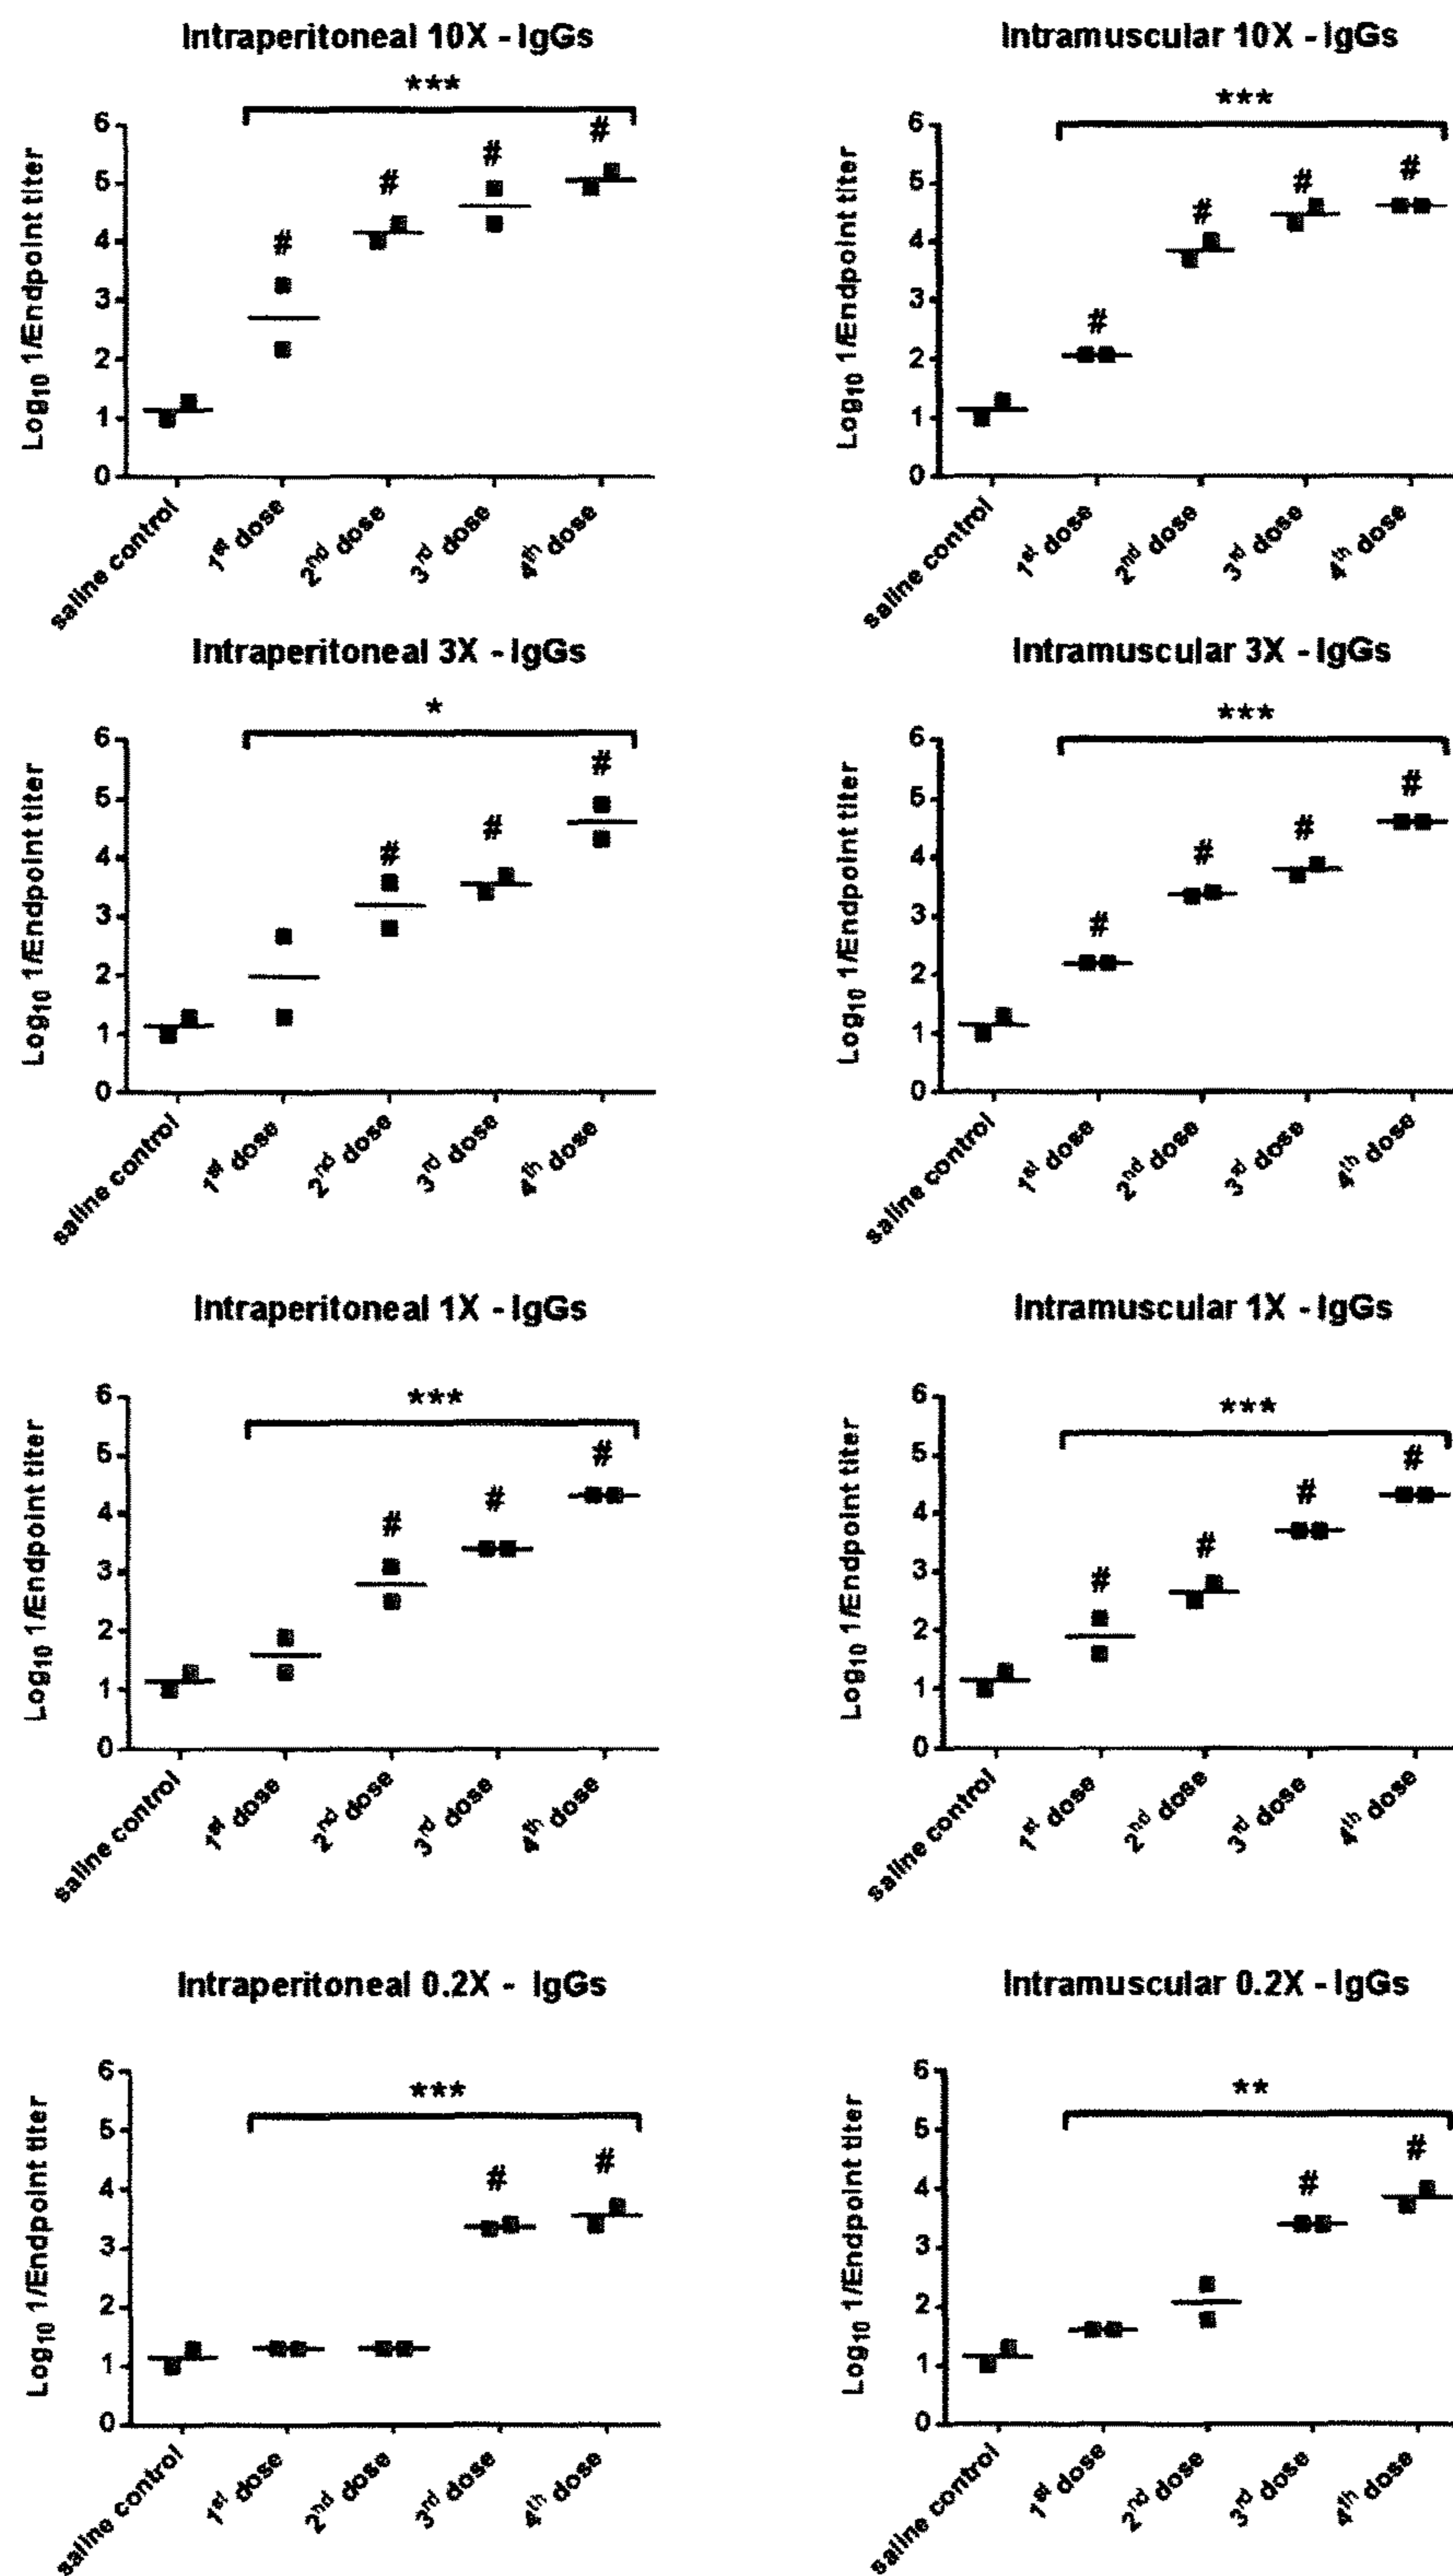 Intraperitoneal 10X - IgGs
***
Log10 1/Endpoint titer
6
5
4
3
2
1
0
#
#
#
#
saline control
1st dose
2nd dose
3rd dose
4th dose
Intramuscular 10X - IgGs
***
Log10 1/Endpoint titer
6
5
4
3
2
1
0
#
#
#
#
saline control
1st dose
2nd dose
3rd dose
4th dose
Intraperitoneal 3X - IgGs
*
Log10 1/Endpoint titer
6
5
4
3
2
1
0
#
#
#
saline control
1st dose
2nd dose
3rd dose
4th dose
Intramuscular 3X - IgGs
***
Log10 1/Endpoint titer
6
5
4
3
2
1
0
#
#
#
#
saline control
1st dose
2nd dose
3rd dose
4th dose
Intraperitoneal 1X - IgGs
***
Log10 1/Endpoint titer
6
5
4
3
2
1
0
#
#
#
saline control
1st dose
2nd dose
3rd dose
4th dose
Intramuscular 1X - IgGs
***
Log10 1/Endpoint titer
6
5
4
3
2
1
0
#
#
#
#
saline control
1st dose
2nd dose
3rd dose
4th dose
Intraperitoneal 0.2X - IgGs
***
Log10 1/Endpoint titer
6
5
4
3
2
1
0
#
#
saline control
1st dose
2nd dose
3rd dose
4th dose
Intramuscular 0.2X - IgGs
**
Log10 1/Endpoint titer
6
5
4
3
2
1
0
#
#
saline control
1st dose
2nd dose
3rd dose
4th dose